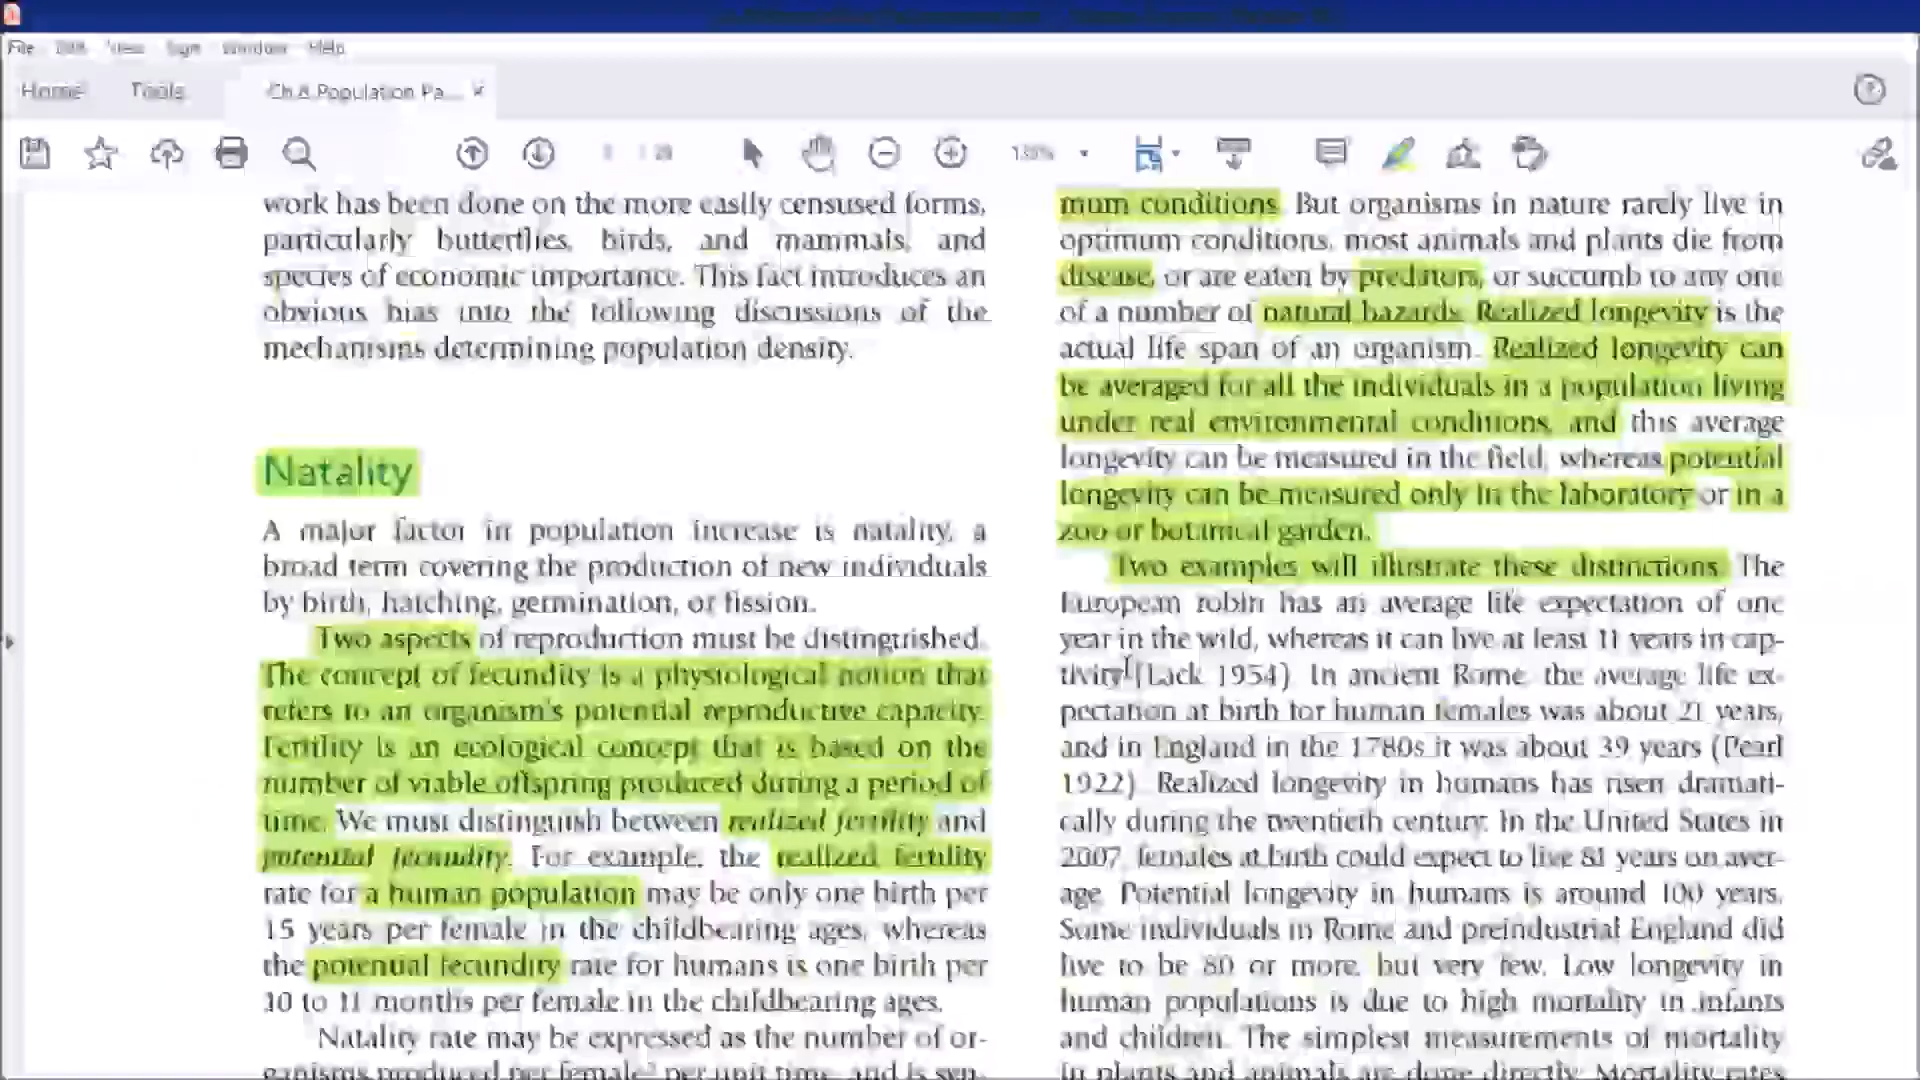 File Edit View Sign Window Help
Home Tools Ch 8 Population Pa...
28
work has been done on the more easily censused forms,
particularly butterflies, birds, and mammals, and
species of economic importance. This fact introduces an
obvious bias into the following discussions of the
mechanisms determining population density.
Natality
A major factor in population increase is natality, a
broad term covering the production of new individuals
by birth, hatching, germination, or fission.
Two aspects of reproduction must be distinguished.
The concept of fecundity is a physiological notion that
refers to an organism's potential reproductive capacity.
Fertility is an ecological concept that is based on the
number of viable offspring produced during a period of
time. We must distinguish between realized fertility and
potential fecundity. For example, the realized fertility
rate for a human population may be only one birth per
15 years per female in the childbearing ages, whereas
the potential fecundity rate for humans is one birth per
10 to 11 months per female in the childbearing ages.
Natality rate may be expressed as the number of or-
ganisms produced per female per unit time, and is syn-
mum conditions. But organisms in nature rarely live in
optimum conditions, most animals and plants die from
disease, or are eaten by predators, or succumb to any one
of a number of natural hazards. Realized longevity is the
actual life span of an organism. Realized longevity can
be averaged for all the individuals in a population living
under real environmental conditions, and this average
longevity can be measured in the field, whereas potential
longevity can be measured only in the laboratory or in a
zoo or botanical garden.
Two examples will illustrate these distinctions. The
European robin has an average life expectation of one
year in the wild, whereas it can live at least 11 years in cap-
tivity (Lack 1954). In ancient Rome, the average life ex-
pectation at birth for human females was about 21 years,
and in England in the 1780s it was about 39 years (Pearl
1922). Realized longevity in humans has risen dramati-
cally during the twentieth century. In the United States in
2007, females at birth could expect to live 81 years on aver-
age. Potential longevity in humans is around 100 years.
Some individuals in Rome and preindustrial England did
live to be 80 or more, but very few. Low longevity in
human populations is due to high mortality in infants
and children. The simplest measurements of mortality
in plants and animals are done directly. Mortality rates